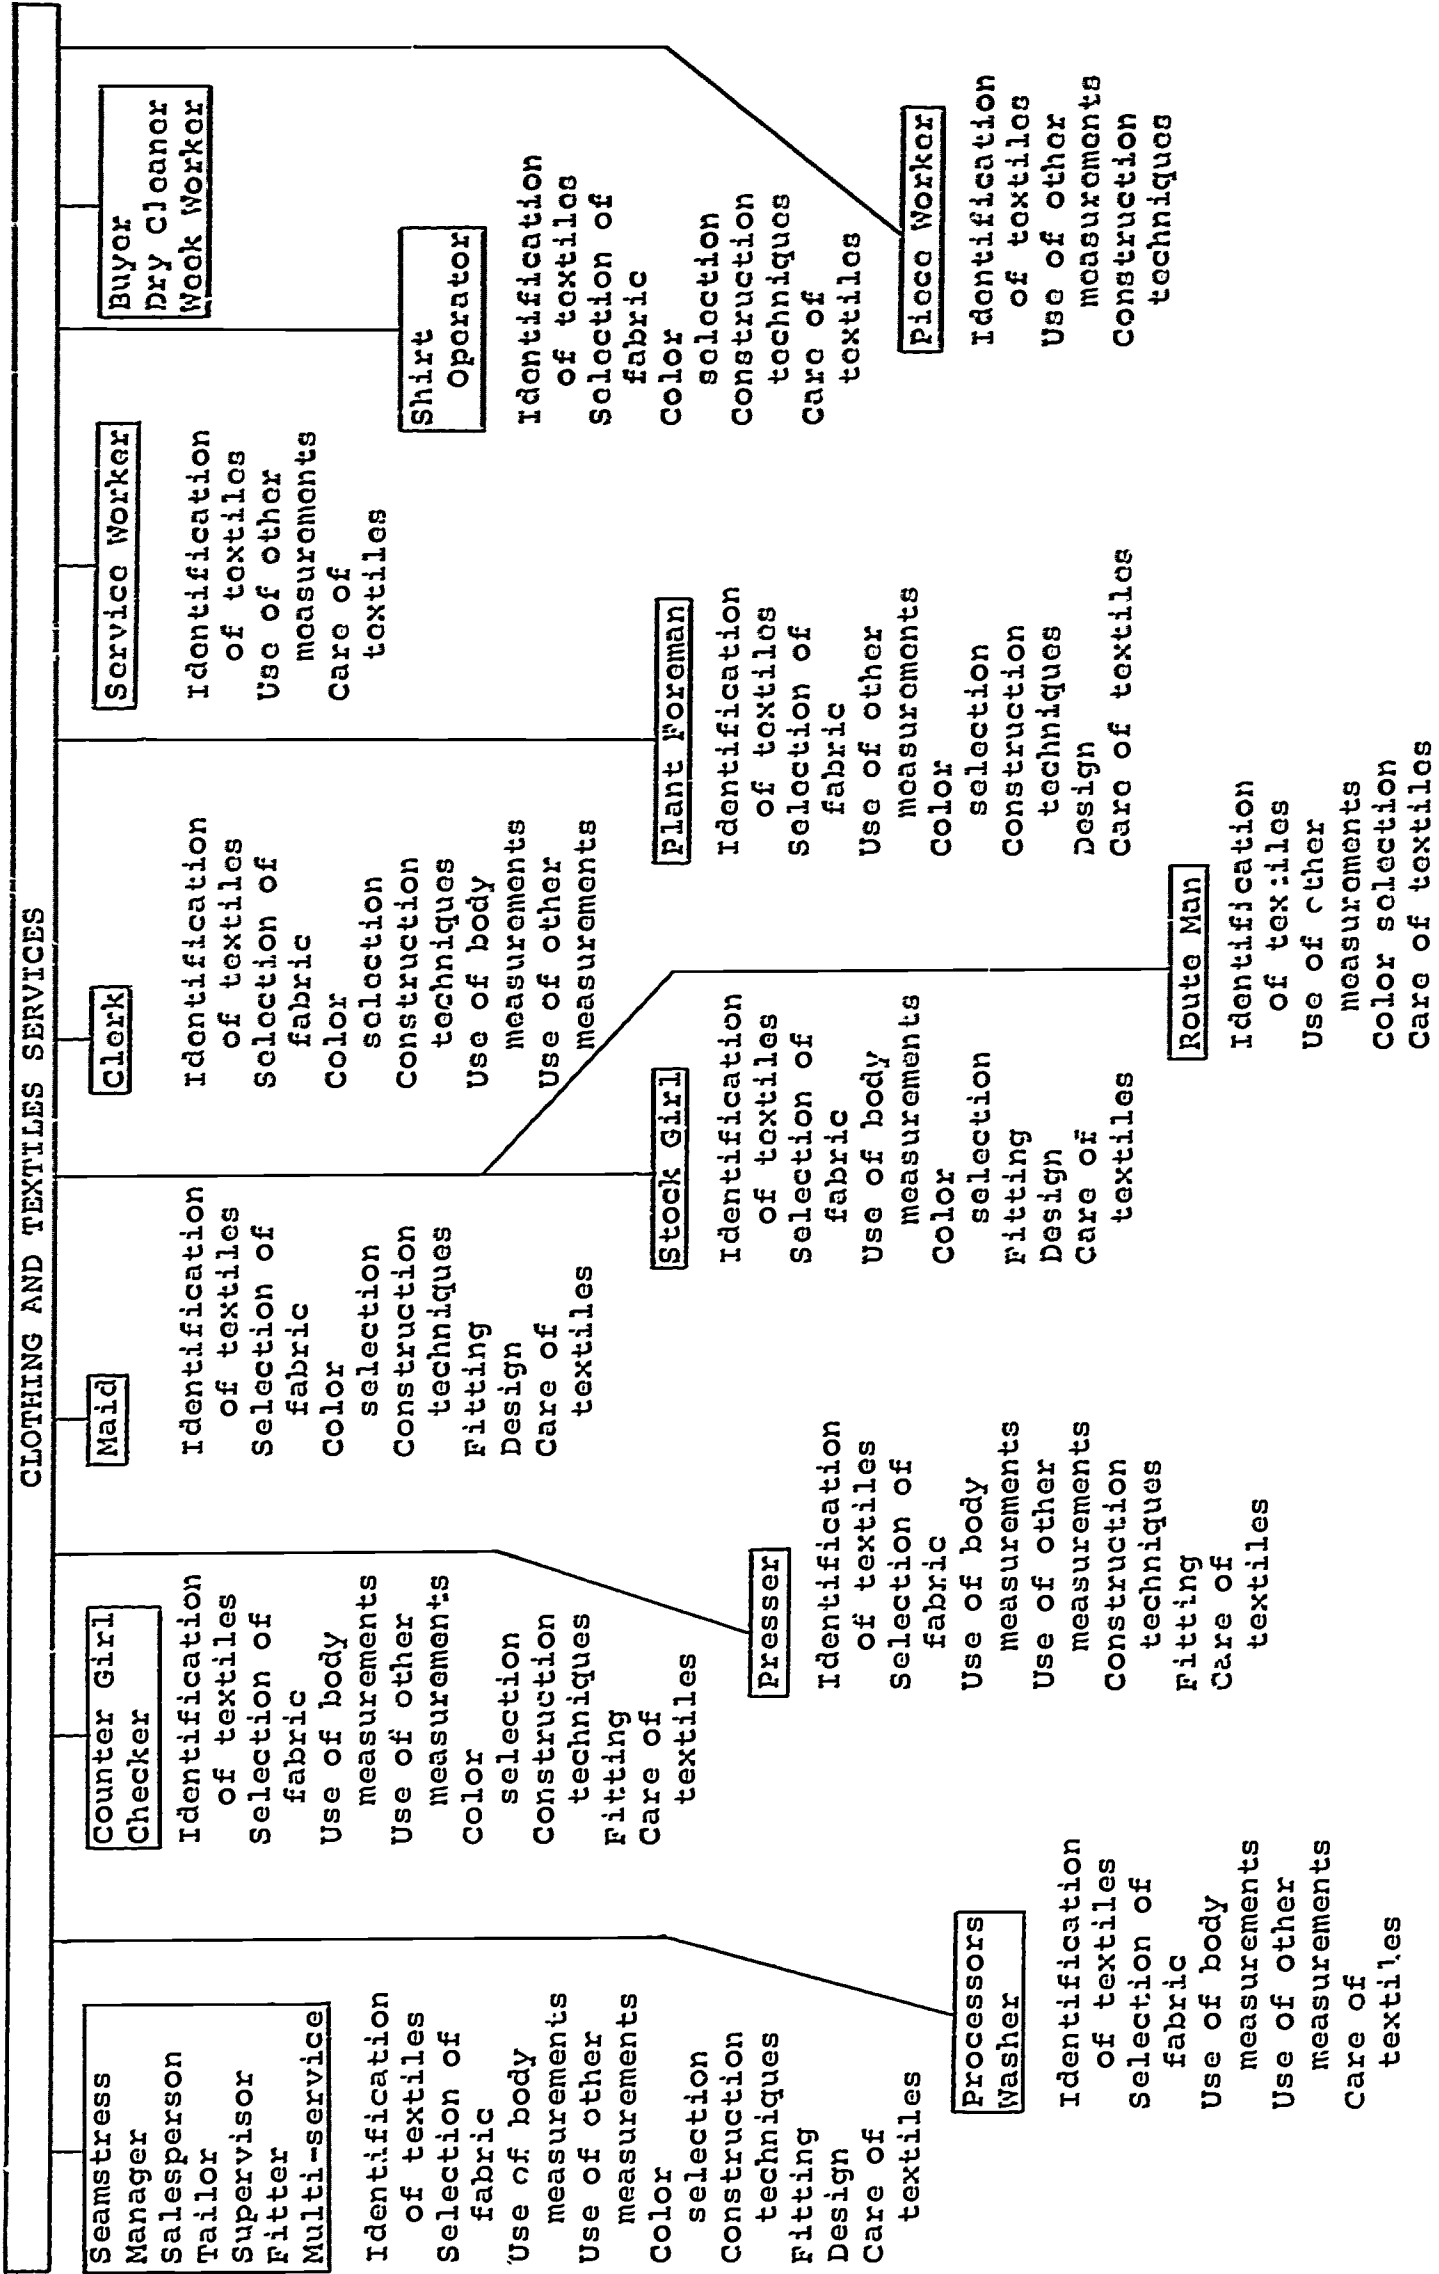 CLOTHING AND TEXTILES SERVICES
Seamstress
Manager
Salesperson
Tailor
Supervisor
Fitter
Multi-service
Identification
of textiles
Selection of
fabric
Use of body
measurements
Use of other
measurements
Color
selection
Construction
techniques
Fitting
Design
Care of
textiles
Processors
Washer
Identification
of textiles
Selection of
fabric
Use of body
measurements
Use of other
measurements
Care of
textiles
Counter Girl
Checker
Identification
of textiles
Selection of
fabric
Use of body
measurements
Use of other
measurements
Color
selection
Construction
techniques
Fitting
Care of
textiles
Presser
Identification
of textiles
Selection of
fabric
Use of body
measurements
Use of other
measurements
Construction
techniques
Fitting
Care of
textiles
Maid
Identification
of textiles
Selection of
fabric
Color
selection
Construction
techniques
Fitting
Design
Care of
textiles
Stock Girl
Identification
of textiles
Selection of
fabric
Use of body
measurements
Color
selection
Fitting
Design
Care of
textiles
Clerk
Identification
of textiles
Selection of
fabric
Color
selection
Construction
techniques
Use of body
measurements
Use of other
measurements
Route Man
Identification
of textiles
Use of other
measurements
Color selection
Care of textiles
Plant Foreman
Identification
of textiles
Selection of
fabric
Use of other
measurements
Color
selection
Construction
techniques
Design
Care of textiles
Service Worker
Identification
of textiles
Use of other
measurements
Care of
textiles
Shirt
Operator
Identification
of textiles
Selection of
fabric
Color
selection
Construction
techniques
Care of
textiles
Buyer
Dry Cleaner
Work Worker
Piece Worker
Identification
of textiles
Use of other
measurements
Construction
techniques